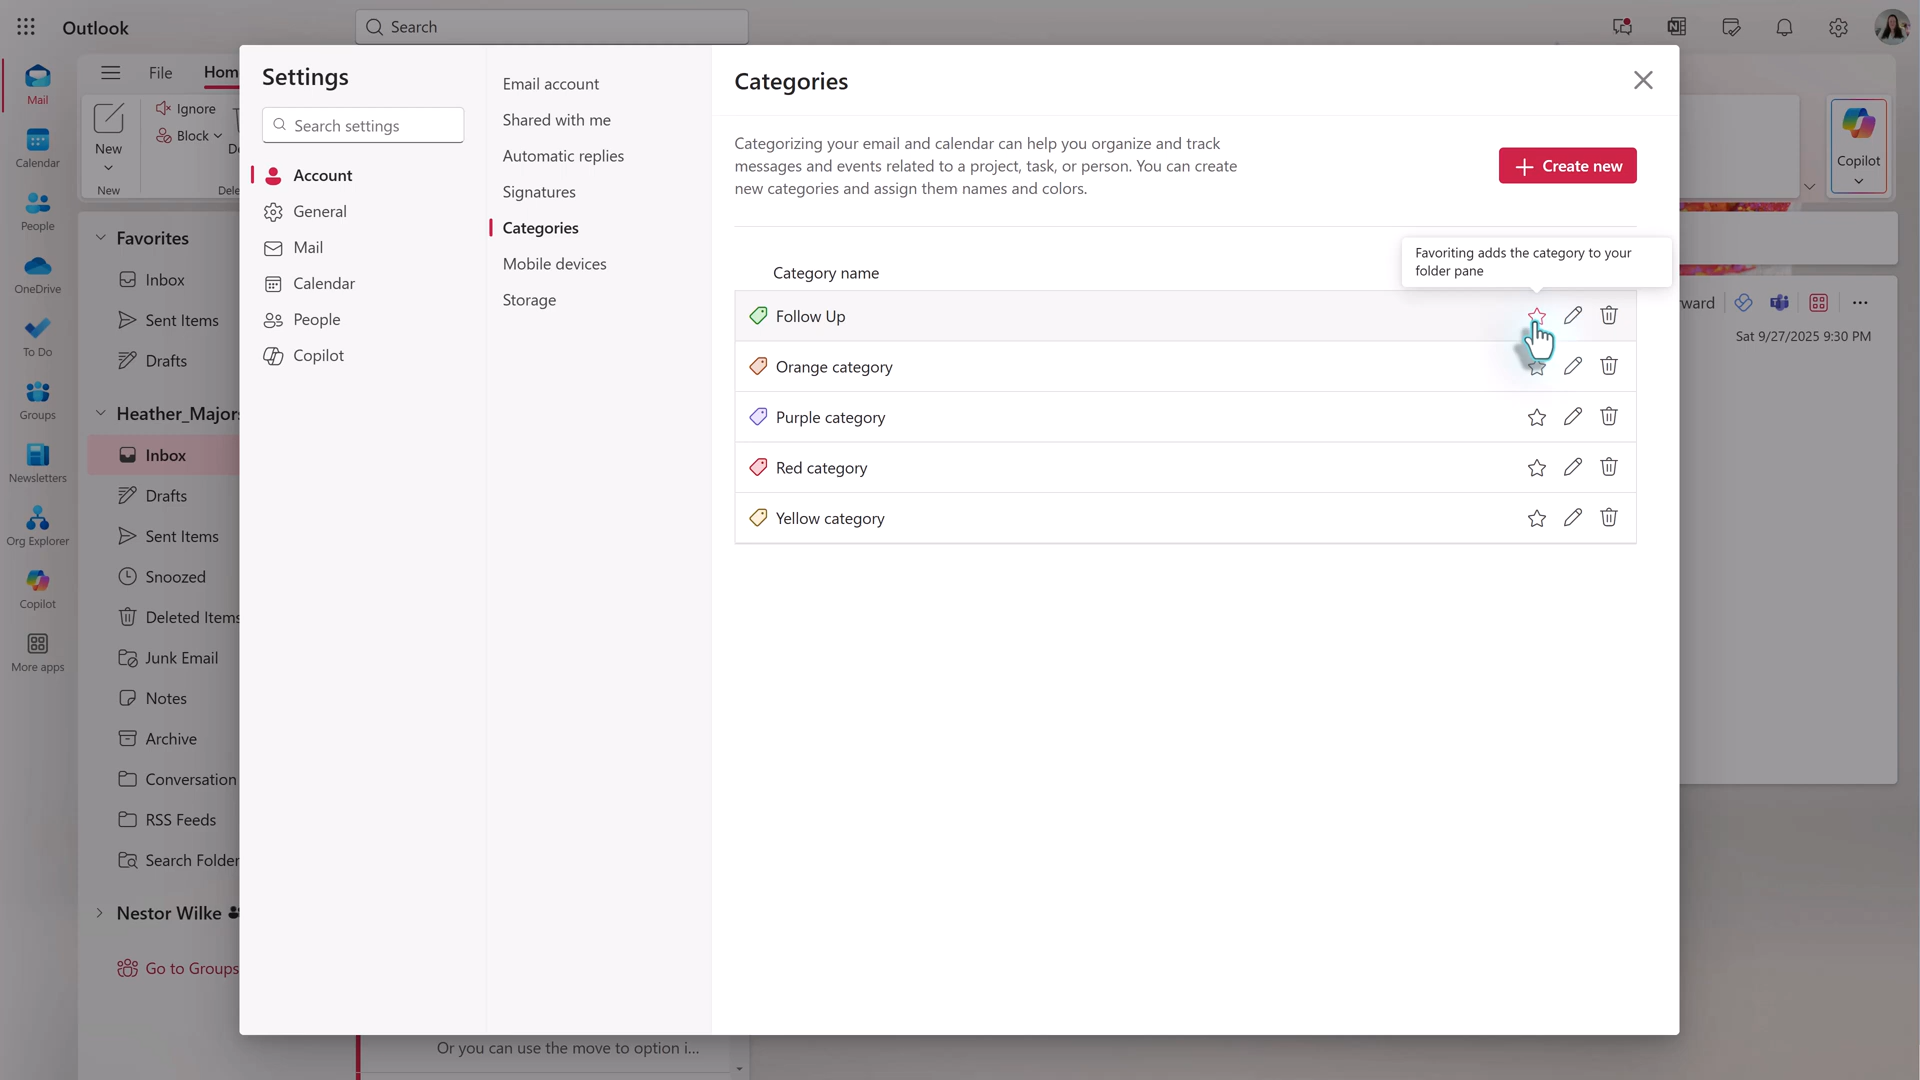 Outlook
Search
File
Hom
Mail
Calendar
People
OneDrive
To Do
Groups
Newsletters
Org Explorer
Copilot
More apps
New
New
Ignore
Block
De
Dele
Favorites
Inbox
Sent Items
Drafts
Heather_Majors
Inbox
Drafts
Sent Items
Snoozed
Deleted Items
Junk Email
Notes
Archive
Conversation
RSS Feeds
Search Folder
Nestor Wilke
Go to Groups
Settings
Search settings
Account
General
Mail
Calendar
People
Copilot
Email account
Shared with me
Automatic replies
Signatures
Categories
Mobile devices
Storage
Categories
Categorizing your email and calendar can help you organize and track
messages and events related to a project, task, or person. You can create
new categories and assign them names and colors.
Create new
Favoriting adds the category to your
folder pane
Category name
Follow Up
Orange category
Purple category
Red category
Yellow category
Copilot
ward
Sat 9/27/2025 9:30 PM
Or you can use the move to option i...